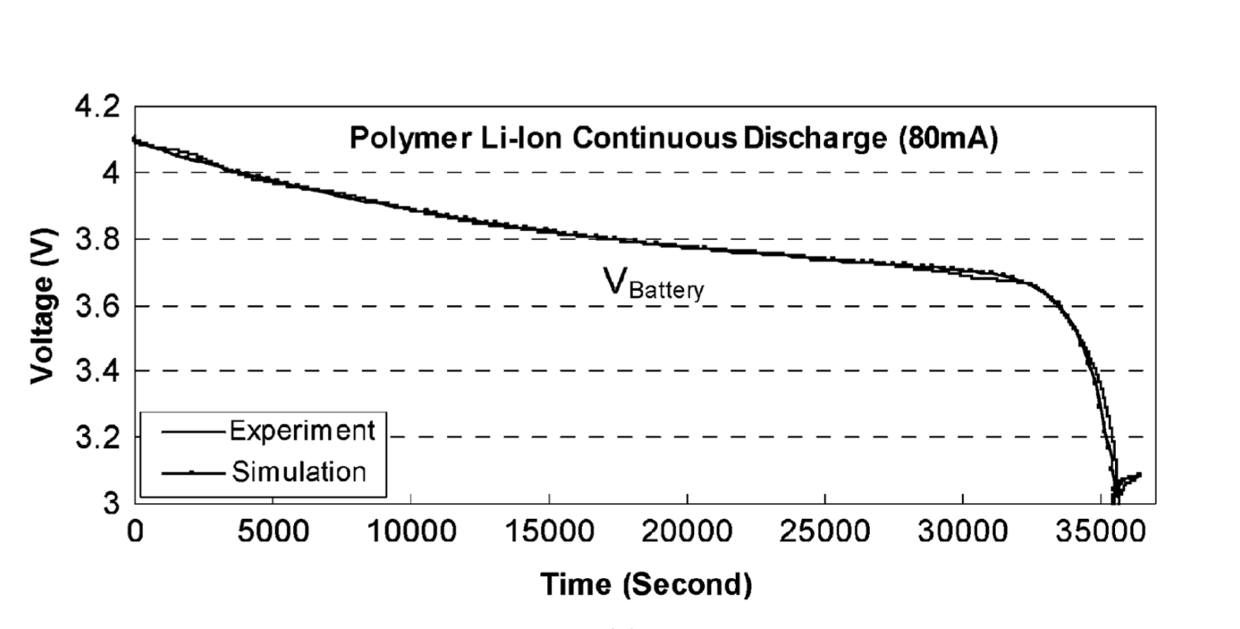 Polymer Li-Ion Continuous Discharge (80mA)
4.2
4
3.8
3.6
3.4
3.2
3
Voltage (V)
V Battery
Experiment
Simulation
0 5000 10000 15000 20000 25000 30000 35000
Time (Second)